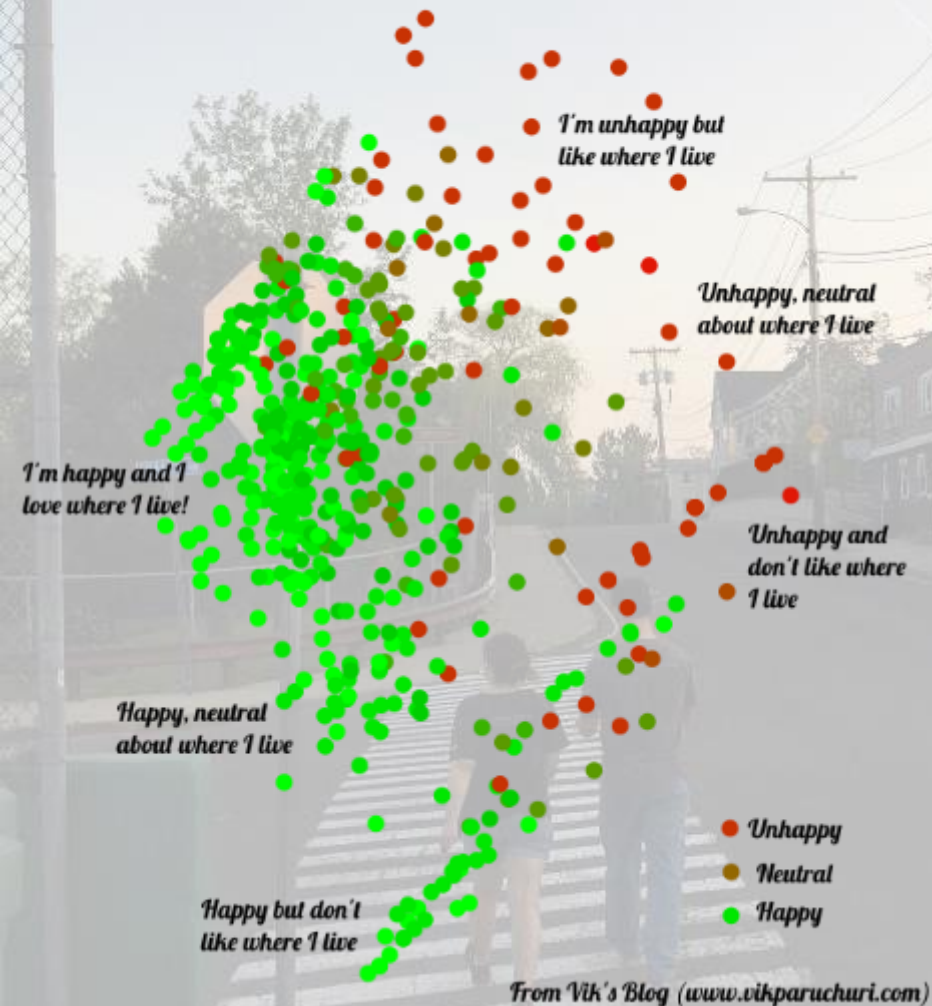 I'm unhappy but
like where I live
Unhappy, neutral
about where I live
I'm happy and I
love where I live!
Unhappy and
don't like where
I live
Happy, neutral
about where I live
Unhappy
Neutral
Happy
Happy but don't
like where I live
From Vik's Blog (www.vikparuchuri.com)